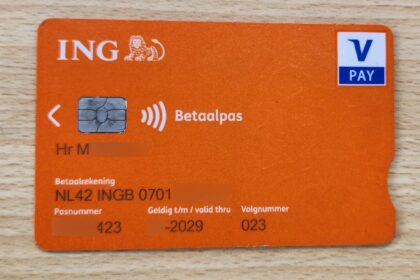 ING
V
PAY
Betaalpas
Hr M
Betaalrekening
NL42 INGB 0701
Pasnummer Geldig t/m / valid thru Volgnummer
423 -2029 023